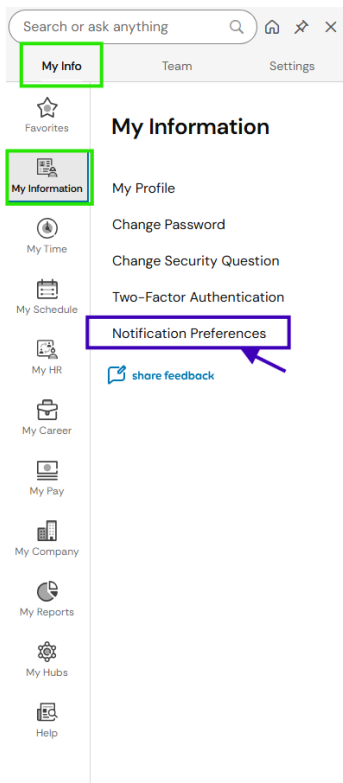 Search or ask anything
My Info
Team
Settings
Favorites
My Information
My Time
My Schedule
My HR
My Career
My Pay
My Company
My Reports
My Hubs
Help
My Information
My Profile
Change Password
Change Security Question
Two-Factor Authentication
Notification Preferences
share feedback